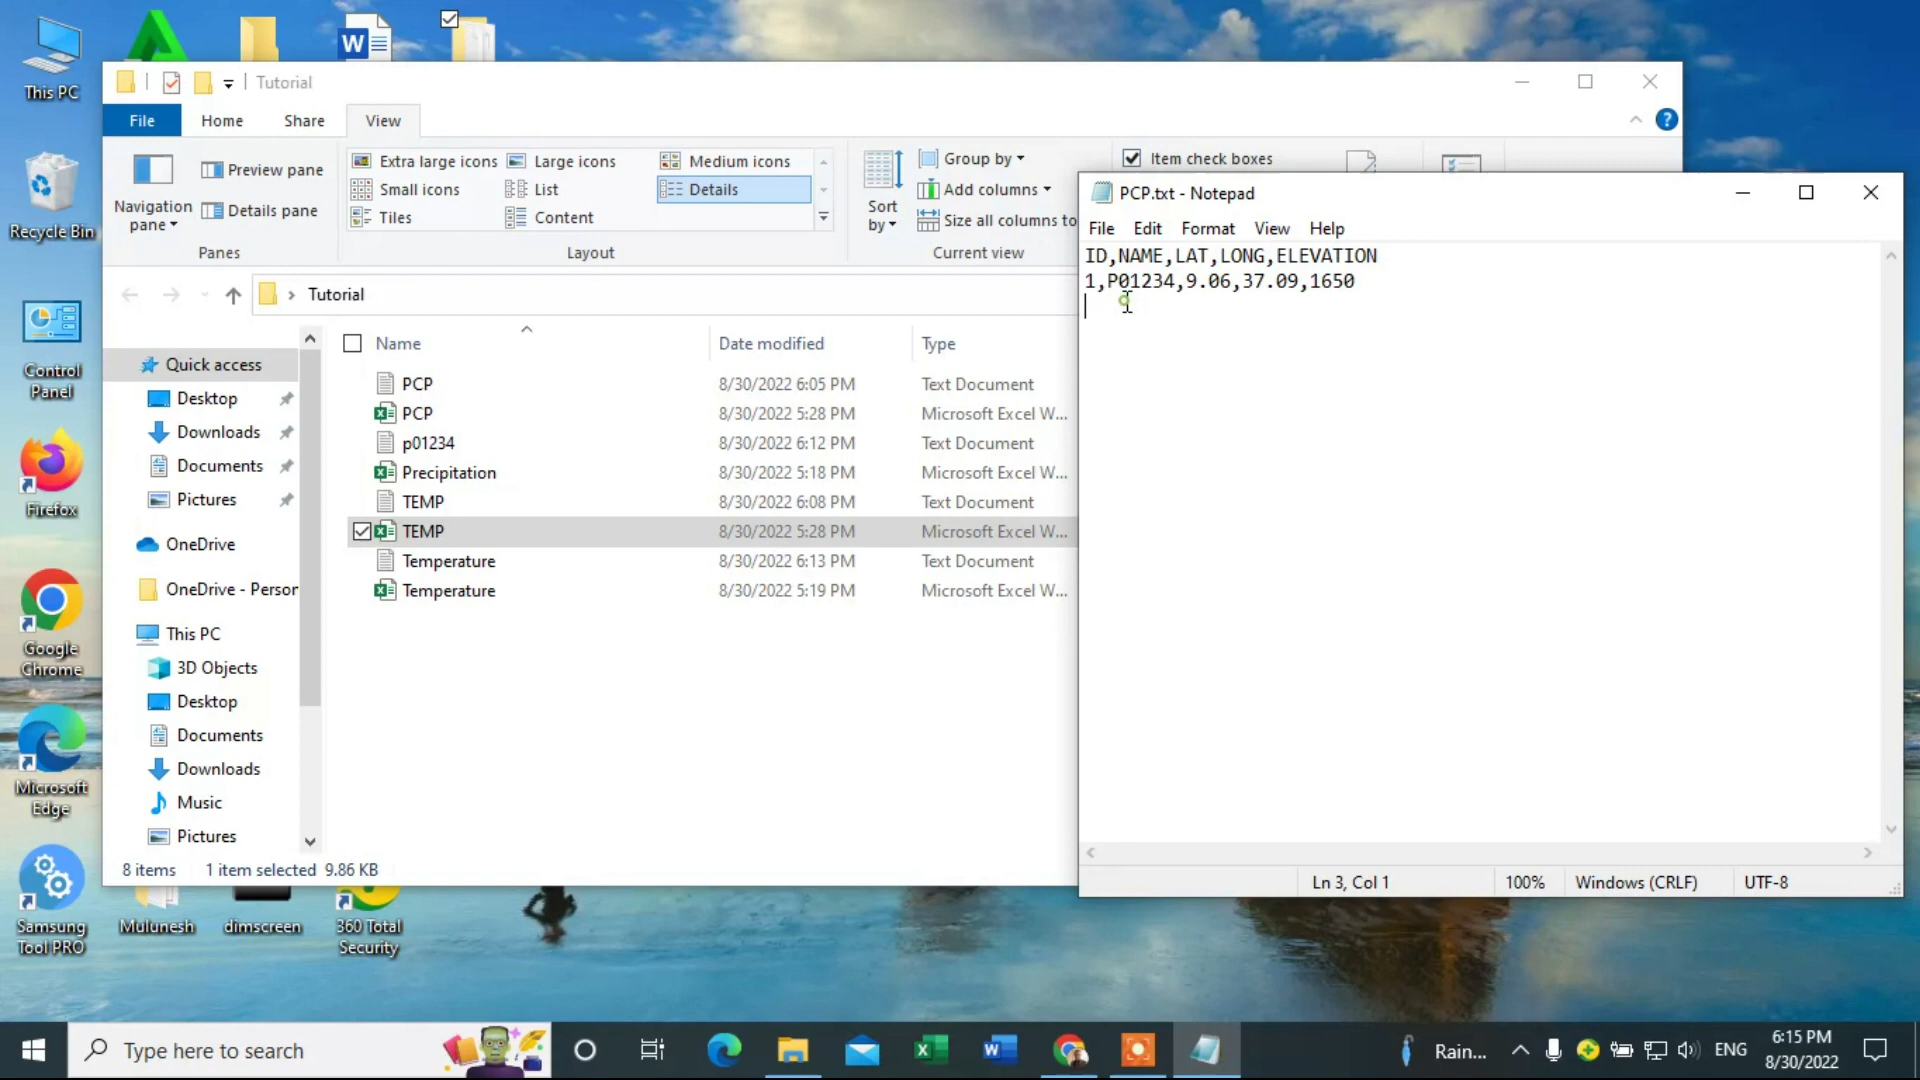 This PC
Recycle Bin
Control
Panel
Firefox
Google
Chrome
Microsoft
Edge
Samsung
Tool PRO
Mulunesh
dimscreen
360 Total
Security
Tutorial
File
Home
Share
View
Navigation
pane
Preview pane
Details pane
Panes
Extra large icons
Large icons
Medium icons
Small icons
List
Details
Tiles
Content
Layout
Sort
by
Group by
Add columns
Size all columns to
Current view
Item check boxes
Tutorial
Quick access
Desktop
Downloads
Documents
Pictures
OneDrive
OneDrive - Person
This PC
3D Objects
Desktop
Documents
Downloads
Music
Pictures
Name Date modified Type
PCP 8/30/2022 6:05 PM Text Document
PCP 8/30/2022 5:28 PM Microsoft Excel W...
p01234 8/30/2022 6:12 PM Text Document
Precipitation 8/30/2022 5:18 PM Microsoft Excel W...
TEMP 8/30/2022 6:08 PM Text Document
TEMP 8/30/2022 5:28 PM Microsoft Excel W...
Temperature 8/30/2022 6:13 PM Text Document
Temperature 8/30/2022 5:19 PM Microsoft Excel W...
8 items 1 item selected 9.86 KB
PCP.txt - Notepad
File Edit Format View Help
ID,NAME,LAT,LONG,ELEVATION
1,P01234,9.06,37.09,1650
Ln 3, Col 1 100% Windows (CRLF) UTF-8
Type here to search
Rain...
ENG
6:15 PM
8/30/2022